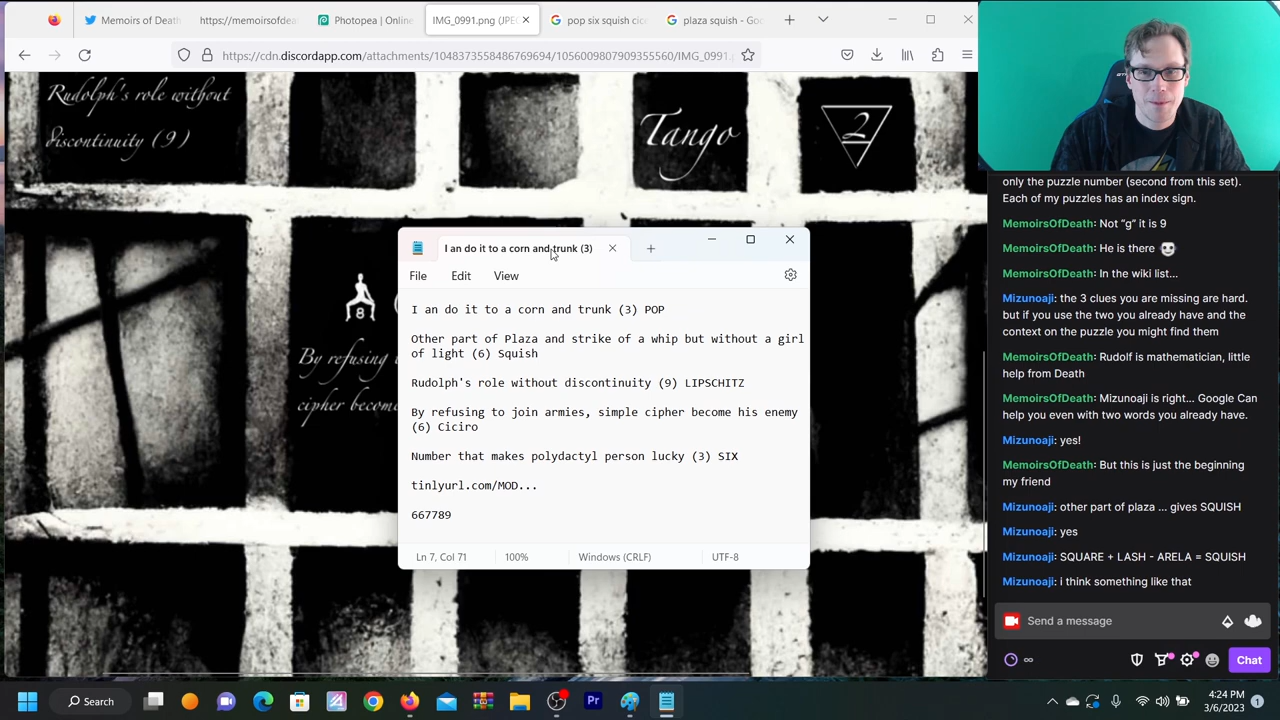 Memoirs of Death
https://memoirsofdea
Photopea | Online
IMG_0991.png (JPE
pop six squish cic
plaza squish - Goo
https://cdn.discordapp.com/attachments/1048373558486769694/1056009807909355560/IMG_0991.
Rudolph's role without
discontinuity (9)
Tango
2
8
By refusing
cipher becom
I an do it to a corn and trunk (3)
File
Edit
View
I an do it to a corn and trunk (3) POP
Other part of Plaza and strike of a whip but without a girl
of light (6) Squish
Rudolph's role without discontinuity (9) LIPSCHITZ
By refusing to join armies, simple cipher become his enemy
(6) Ciciro
Number that makes polydactyl person lucky (3) SIX
tinlyurl.com/MOD...
667789
Ln 7, Col 71
100%
Windows (CRLF)
UTF-8
only the puzzle number (second from this set).
Each of my puzzles has an index sign.
MemoirsOfDeath: Not "g" it is 9
MemoirsOfDeath: He is there
MemoirsOfDeath: In the wiki list...
Mizunoaji: the 3 clues you are missing are hard.
but if you use the two you already have and the
context on the puzzle you might find them
MemoirsOfDeath: Rudolf is mathematician, little
help from Death
MemoirsOfDeath: Mizunoaji is right... Google Can
help you even with two words you already have.
Mizunoaji: yes!
MemoirsOfDeath: But this is just the beginning
my friend
Mizunoaji: other part of plaza ... gives SQUISH
Mizunoaji: yes
Mizunoaji: SQUARE + LASH - ARELA = SQUISH
Mizunoaji: i think something like that
Send a message
Chat
Search
Pr
4:24 PM
3/6/2023
1